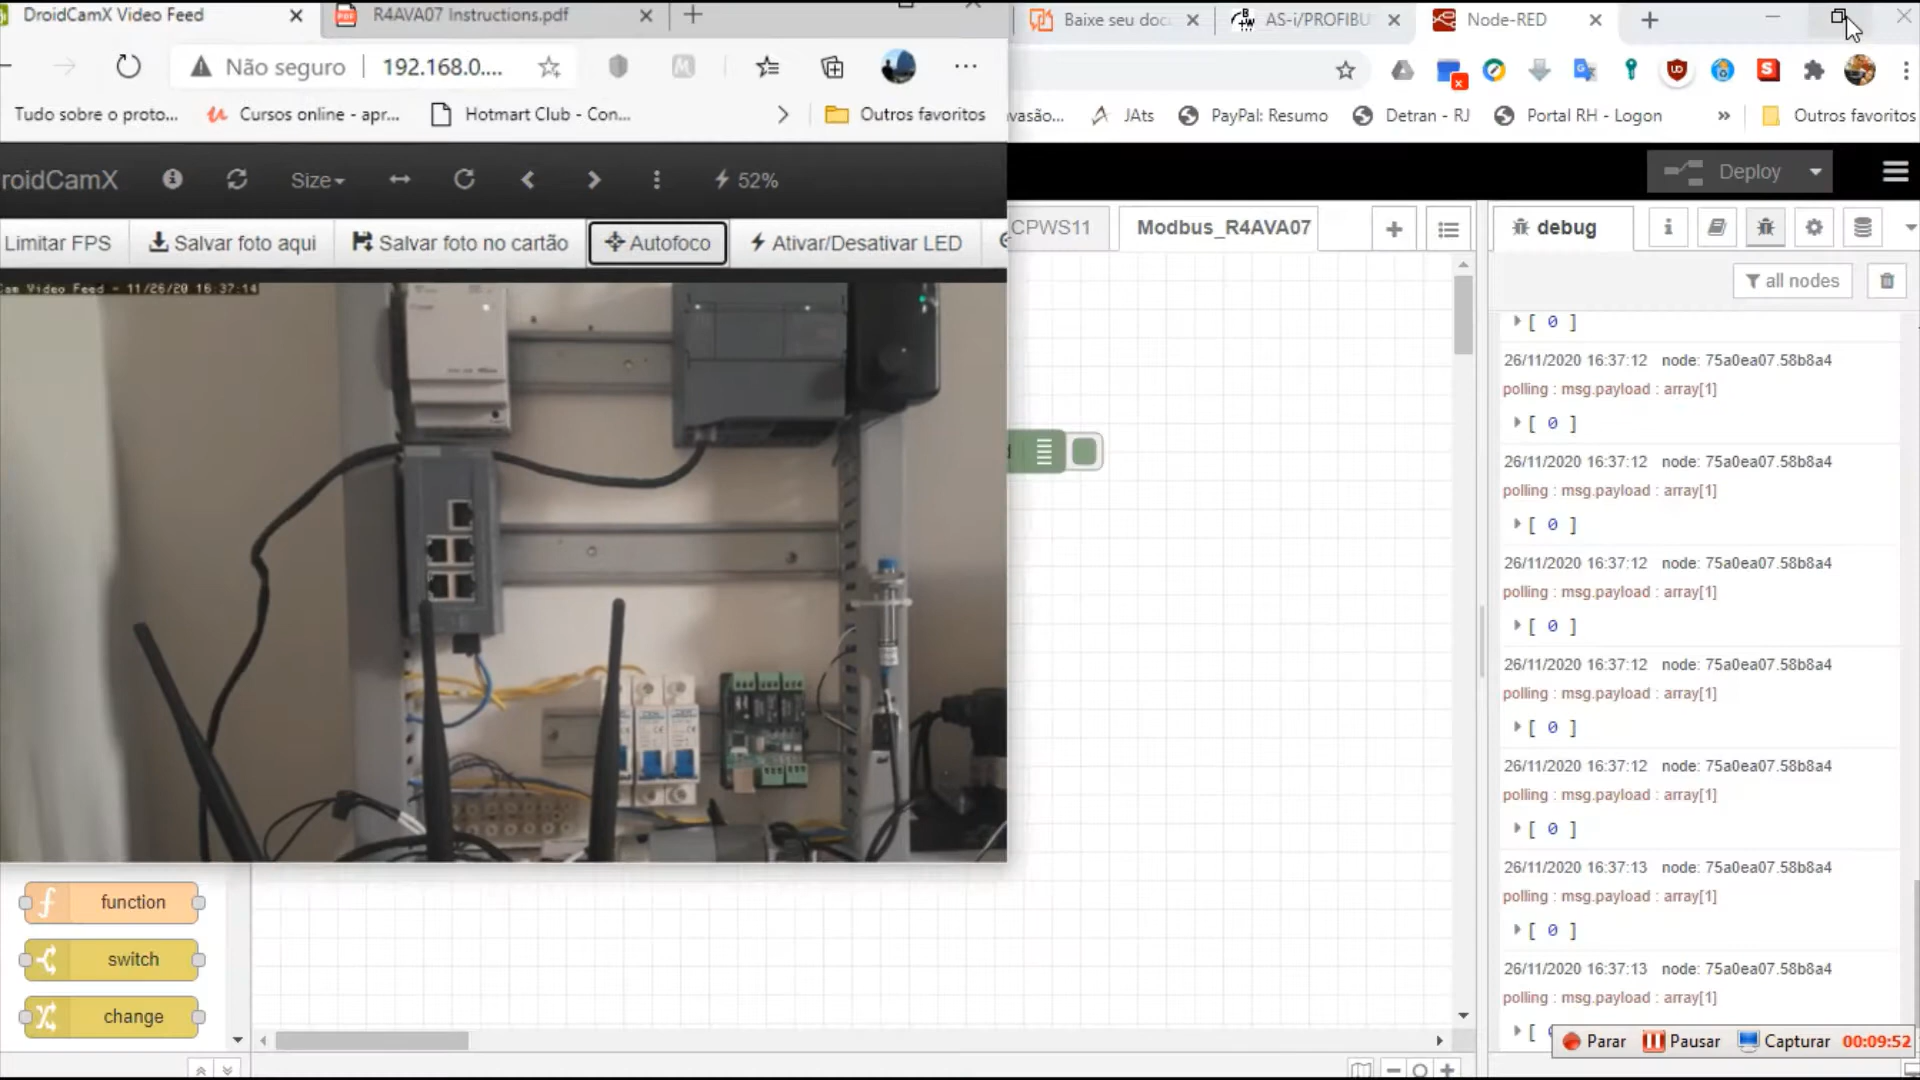 DroidCamX Video Feed
R4AVA07 Instructions.pdf
Baixe seu doc
AS-i/PROFIBU
Node-RED
Não seguro
192.168.0....
Tudo sobre o proto...
Cursos online - apr...
Hotmart Club - Con...
Outros favoritos
vasão...
JAts
PayPal: Resumo
Detran - RJ
Portal RH - Logon
»
Outros favoritos
roidCamX
Size
52%
Deploy
Limitar FPS
Salvar foto aqui
Salvar foto no cartão
Autofoco
Ativar/Desativar LED
CPWS11
Modbus_R4AVA07
debug
all nodes
Cam Video Feed - 11/26/20 16:37:14
[ 0 ]
26/11/2020 16:37:12 node: 75a0ea07.58b8a4
polling : msg.payload : array[1]
[ 0 ]
26/11/2020 16:37:12 node: 75a0ea07.58b8a4
polling : msg.payload : array[1]
[ 0 ]
26/11/2020 16:37:12 node: 75a0ea07.58b8a4
polling : msg.payload : array[1]
[ 0 ]
26/11/2020 16:37:12 node: 75a0ea07.58b8a4
polling : msg.payload : array[1]
[ 0 ]
26/11/2020 16:37:12 node: 75a0ea07.58b8a4
polling : msg.payload : array[1]
[ 0 ]
26/11/2020 16:37:13 node: 75a0ea07.58b8a4
polling : msg.payload : array[1]
[ 0 ]
26/11/2020 16:37:13 node: 75a0ea07.58b8a4
polling : msg.payload : array[1]
[
function
switch
change
Parar
Pausar
Capturar
00:09:52